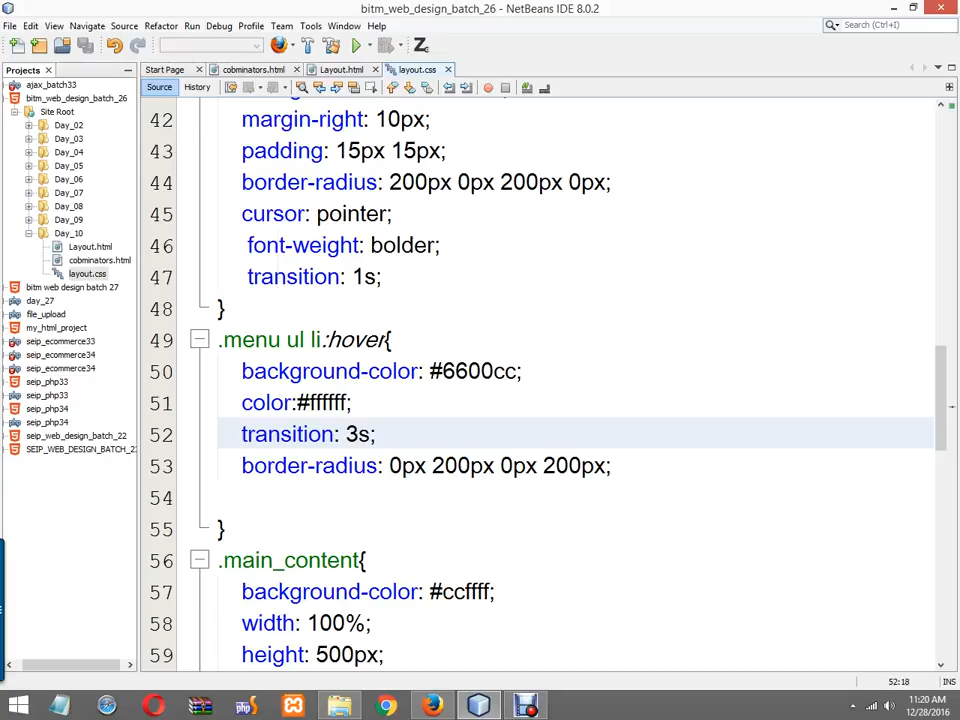 bitm_web_design_batch_26 - NetBeans IDE 8.0.2
File Edit View Navigate Source Refactor Run Debug Profile Team Tools Window Help
Search (Ctrl+I)
Projects
Start Page
cobminators.html
Layout.html
layout.css
Source History
ajax_batch33
bitm_web_design_batch_26
Site Root
Day_02
Day_03
Day_04
Day_05
Day_06
Day_07
Day_08
Day_09
Day_10
Layout.html
cobminators.html
layout.css
bitm web design batch 27
day_27
file_upload
my_html_project
seip_ecommerce33
seip_ecommerce34
seip_ecommerce34
seip_php33
seip_php33
seip_php34
seip_php34
seip_web_design_batch_22
SEIP_WEB_DESIGN_BATCH_2
42 margin-right: 10px;
43 padding: 15px 15px;
44 border-radius: 200px 0px 200px 0px;
45 cursor: pointer;
46 font-weight: bolder;
47 transition: 1s;
48 }
49 .menu ul li:hover{
50 background-color: #6600cc;
51 color:#ffffff;
52 transition: 3s;
53 border-radius: 0px 200px 0px 200px;
54
55 }
56 .main_content{
57 background-color: #ccffff;
58 width: 100%;
59 height: 500px;
52:18 INS
php
11:20 AM
12/28/2016